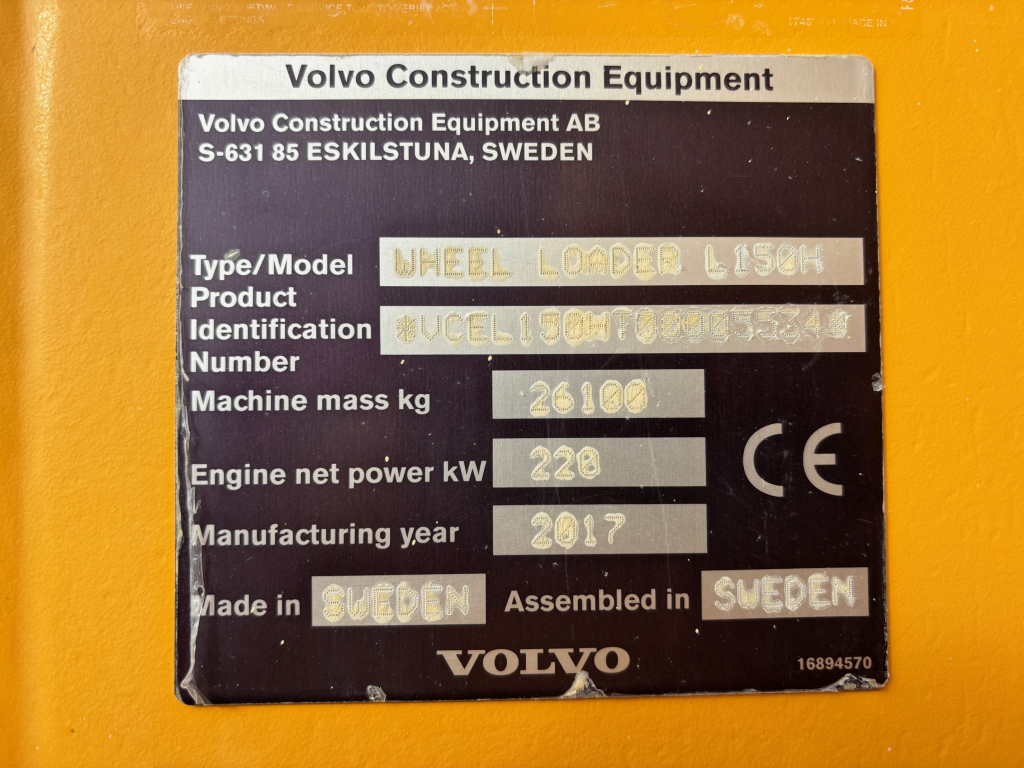 Volvo Construction Equipment
Volvo Construction Equipment AB
S-631 85 ESKILSTUNA, SWEDEN
Type/Model WHEEL LOADER L150H
Product
Identification *VCEL150HT0S005534*
Number
Machine mass kg 26100
Engine net power kW 220
Manufacturing year 2017
Made in SWEDEN Assembled in SWEDEN
VOLVO 16894570